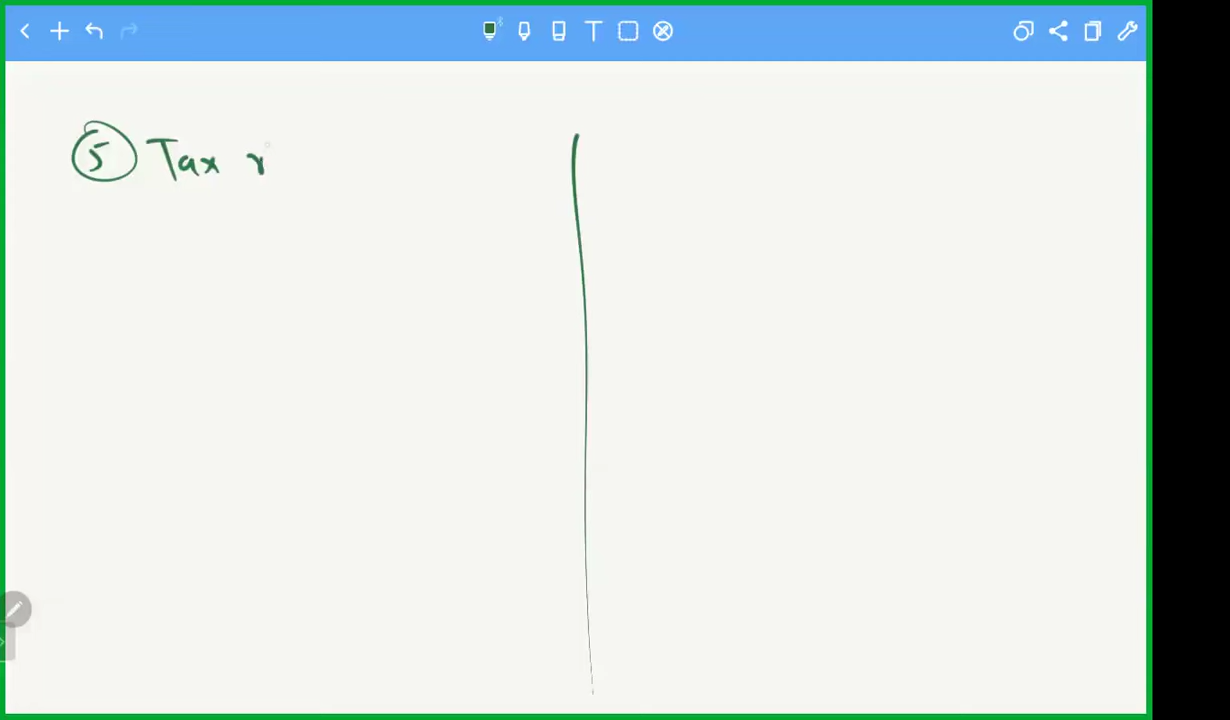 ⑤ Tax r